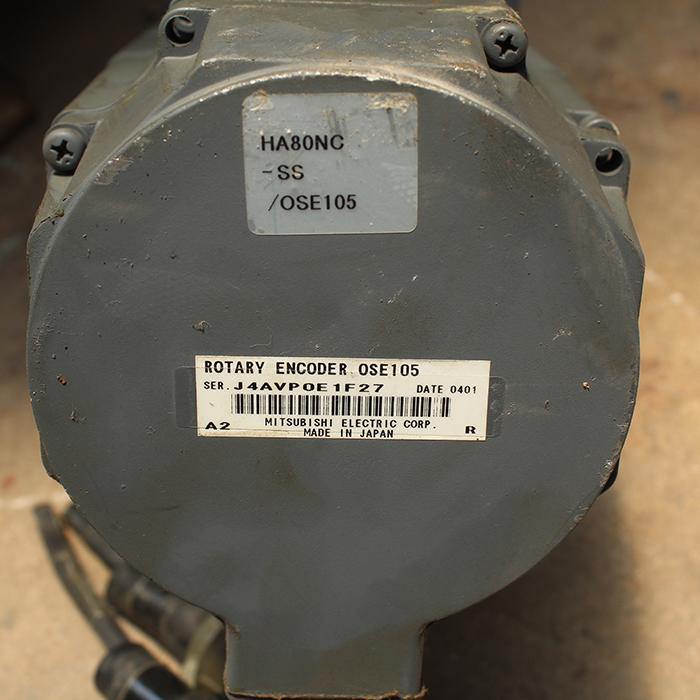 HA80NC
-SS
/OSE105
ROTARY ENCODER OSE105
SER.J4AVP0E1F27 DATE 0401
A2 MITSUBISHI ELECTRIC CORP.
MADE IN JAPAN R